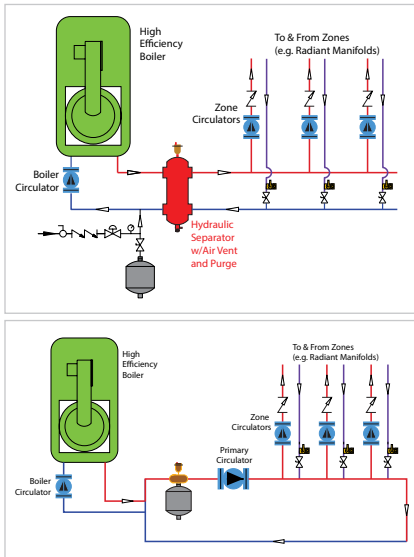 High
Efficiency
Boiler
To & From Zones
(e.g. Radiant Manifolds)
Zone
Circulators
Boiler
Circulator
Hydraulic
Separator
w/Air Vent
and Purge
High
Efficiency
Boiler
To & From Zones
(e.g. Radiant Manifolds)
Zone
Circulators
Primary
Circulator
Boiler
Circulator